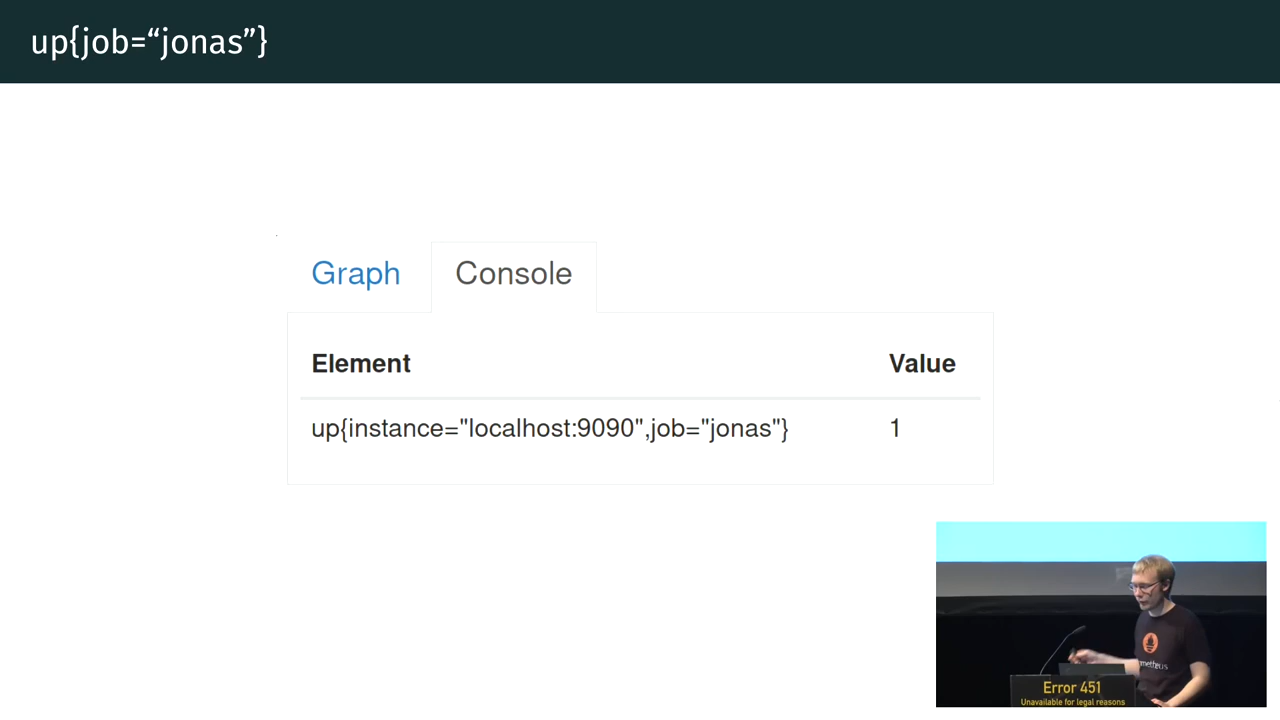 up{job=“jonas”}
Graph Console
Element Value
up{instance="localhost:9090",job="jonas"} 1
metheus
Error 451
Unavailable for legal reasons